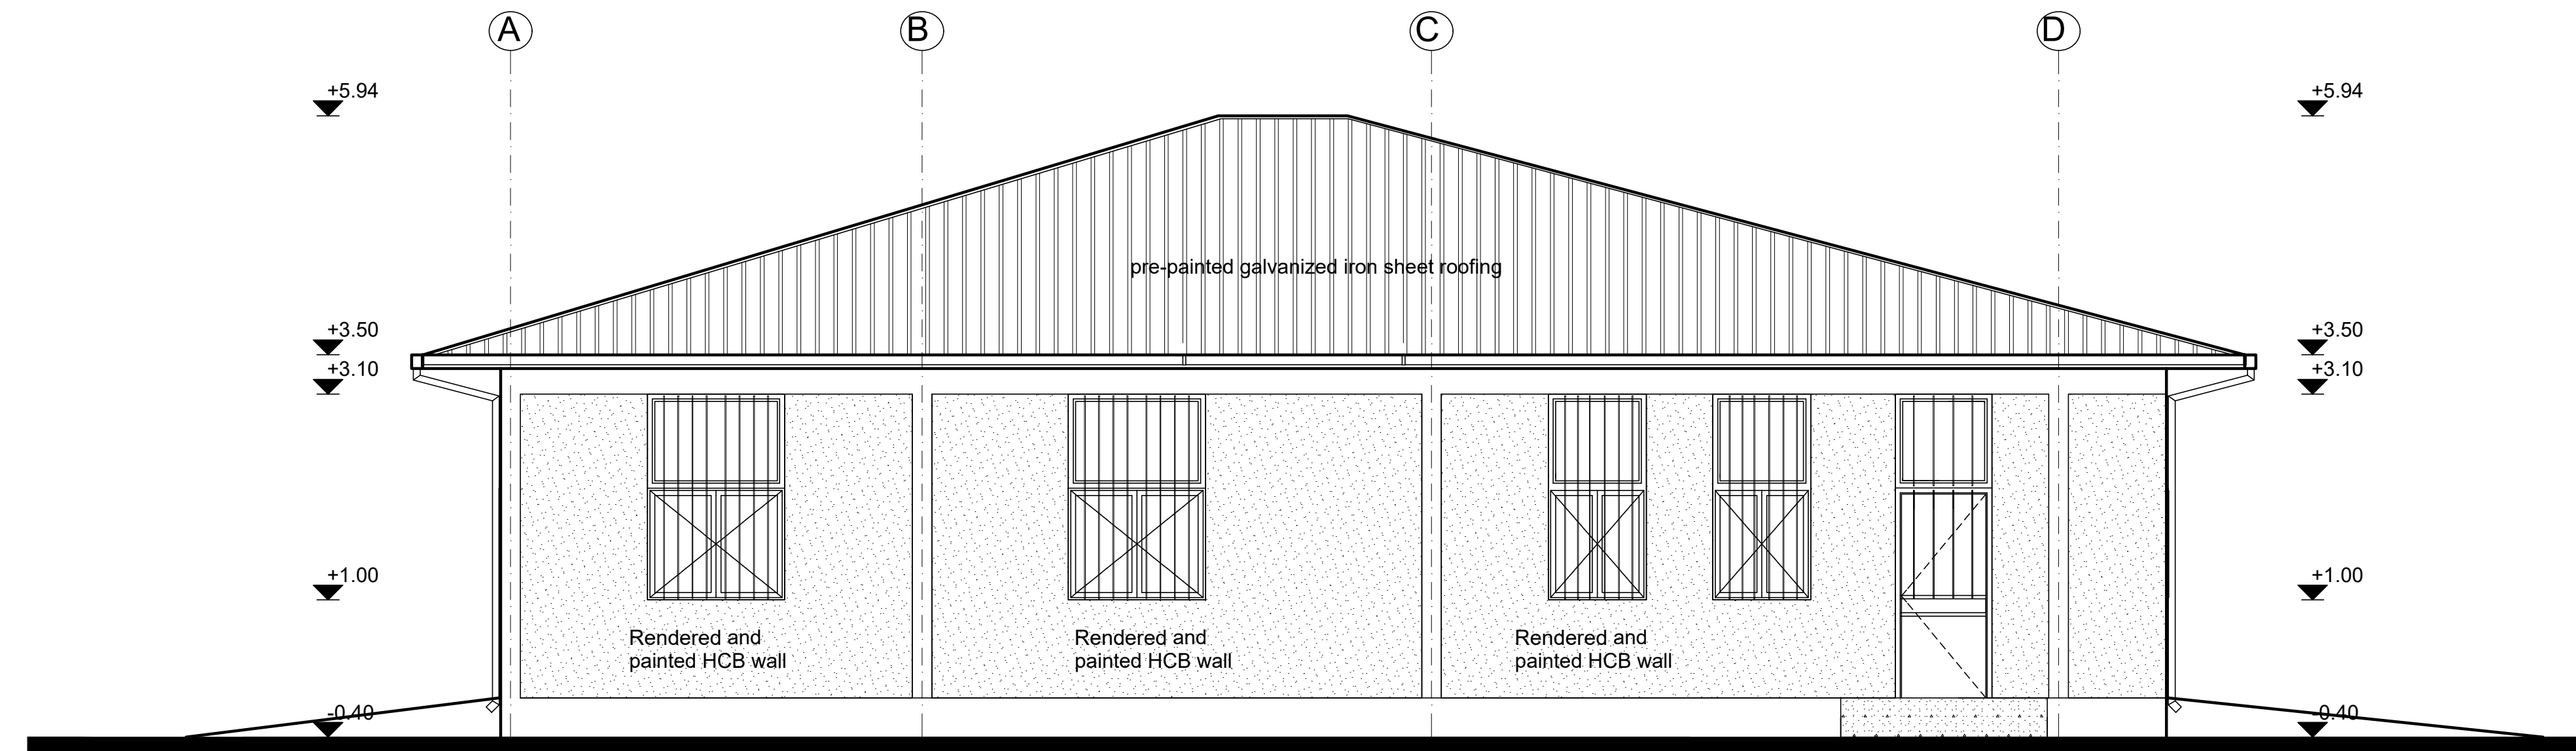 A B C D
+5.94 +5.94
pre-painted galvanized iron sheet roofing
+3.50 +3.50
+3.10 +3.10
+1.00 +1.00
Rendered and
painted HCB wall
Rendered and
painted HCB wall
Rendered and
painted HCB wall
-0.40 -0.40